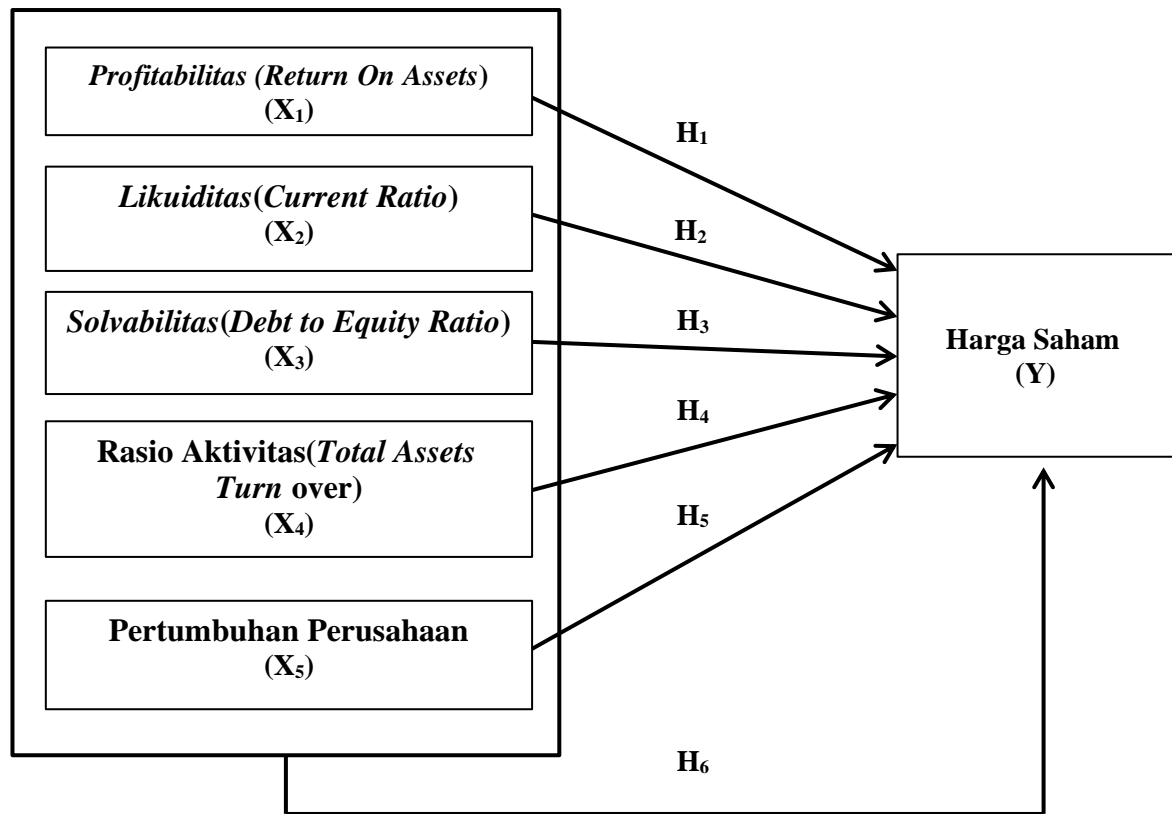 Profitabilitas (Return On Assets)
(X₁)
H₁
Likuiditas(Current Ratio)
(X₂)
H₂
Solvabilitas(Debt to Equity Ratio)
(X₃)
H₃
Harga Saham
(Y)
H₄
Rasio Aktivitas(Total Assets
Turn over)
(X₄)
H₅
Pertumbuhan Perusahaan
(X₅)
H₆